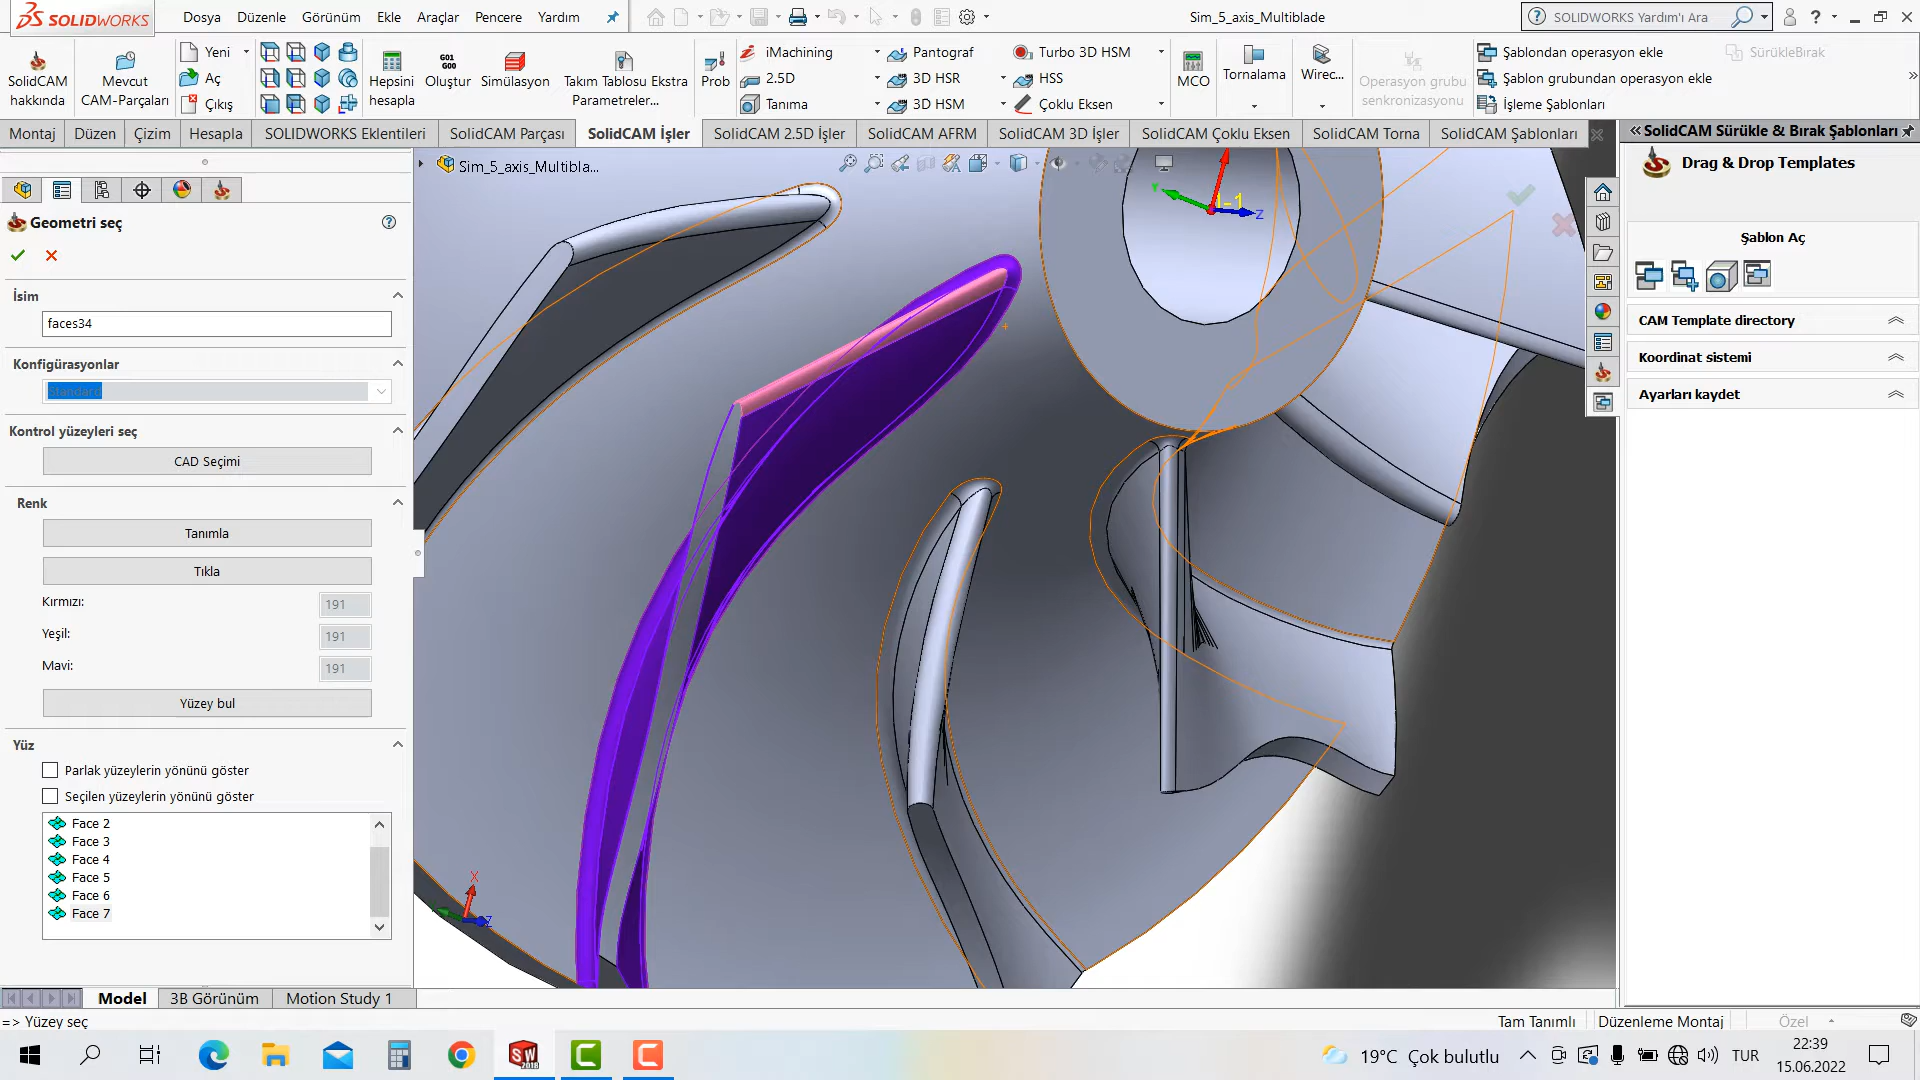 SOLIDWORKS
Dosya Düzenle Görünüm Ekle Araçlar Pencere Yardım
Sim_5_axis_Multiblade
SOLIDWORKS Yardım'ı Ara
SolidCAM hakkında
Mevcut CAM-Parçaları
Yeni
Aç
Çıkış
Hepsini hesapla
G01
G00
Oluştur
Simülasyon
Takım Tablosu Ekstra Parametreler...
Prob
iMachining
2.5D
Tanıma
Pantograf
3D HSR
3D HSM
Turbo 3D HSM
HSS
Çoklu Eksen
MCO
Tornalama
Wirec...
Operasyon grubu senkronizasyonu
Şablondan operasyon ekle
Şablon grubundan operasyon ekle
İşleme Şablonları
SürükleBırak
Montaj Düzen Çizim Hesapla SOLIDWORKS Eklentileri SolidCAM Parçası SolidCAM İşler SolidCAM 2.5D İşler SolidCAM AFRM SolidCAM 3D İşler SolidCAM Çoklu Eksen SolidCAM Torna SolidCAM Şablonları
SolidCAM Sürükle & Bırak Şablonları
Drag & Drop Templates
Şablon Aç
CAM Template directory
Koordinat sistemi
Ayarları kaydet
Sim_5_axis_Multibla...
Geometri seç
İsim
faces34
Konfigürasyonlar
Standard
Kontrol yüzeyleri seç
CAD Seçimi
Renk
Tanımla
Tıkla
Kırmızı: 191
Yeşil: 191
Mavi: 191
Yüzey bul
Yüz
Parlak yüzeylerin yönünü göster
Seçilen yüzeylerin yönünü göster
Face 2
Face 3
Face 4
Face 5
Face 6
Face 7
Y
1-1
Z
X
Z
Model 3B Görünüm Motion Study 1
=> Yüzey seç
Tam Tanımlı Düzenleme Montaj Özel
SW
2018
19°C Çok bulutlu
TUR
22:39
15.06.2022